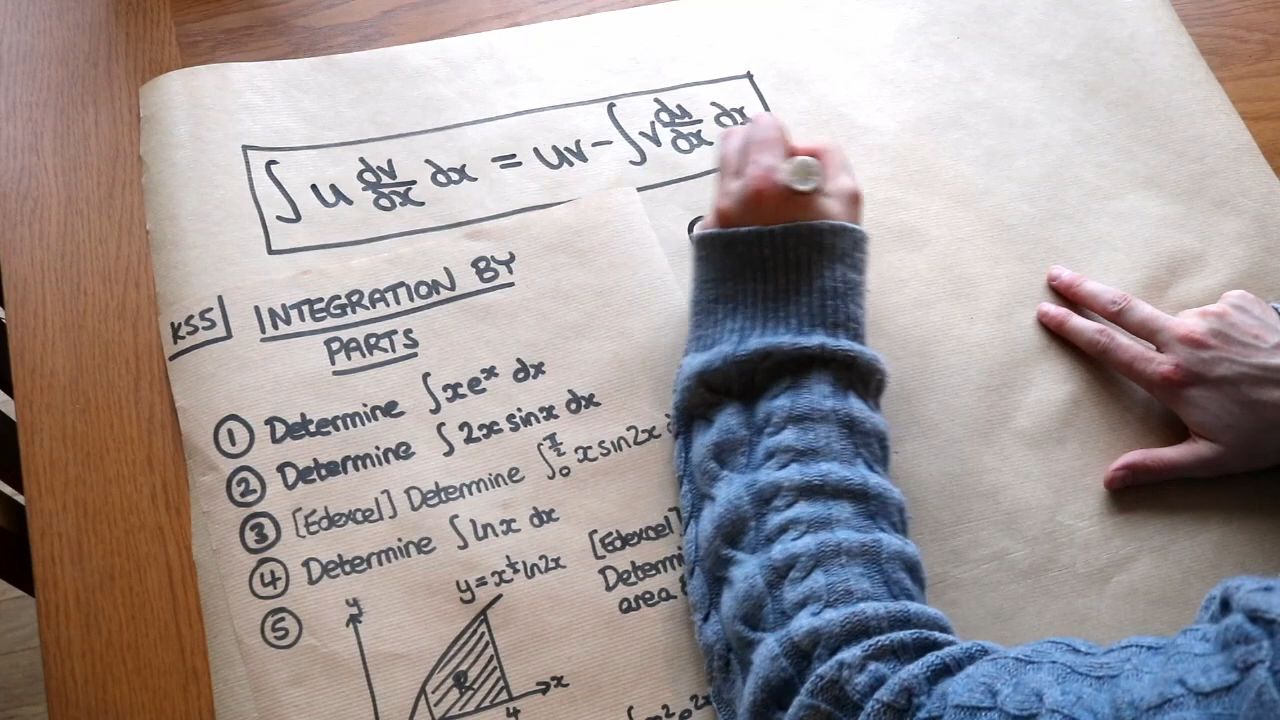 ∫ u dv/dx dx = uv - ∫ v du/dx dx
KS5
INTEGRATION BY
PARTS
① Determine ∫ xeˣ dx
② Determine ∫ 2x sinx dx
③ [Edexcel] Determine ∫₀^(π/2) x sin2x
④ Determine ∫ lnx dx
⑤
y = x^(½) ln2x
[Edexcel]
Determi
area
y
R
4
x